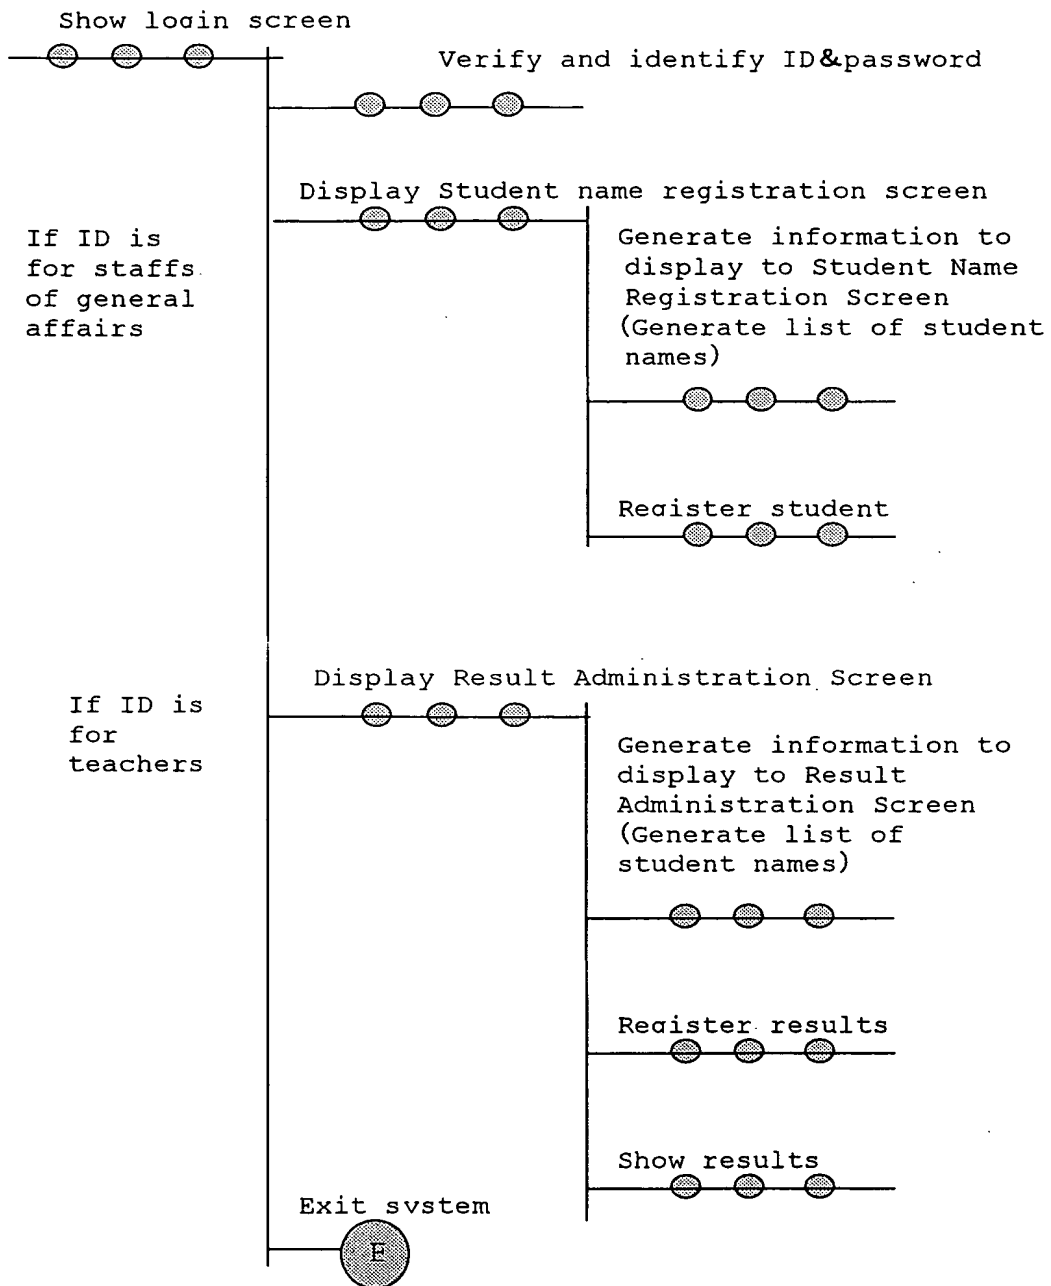 Show login screen
Verify and identify ID&password
Display Student name registration screen
If ID is
for staffs
of general
affairs
Generate information to
display to Student Name
Registration Screen
(Generate list of student
names)
Register student
Display Result Administration Screen
If ID is
for
teachers
Generate information to
display to Result
Administration Screen
(Generate list of
student names)
Register results
Show results
Exit system
E